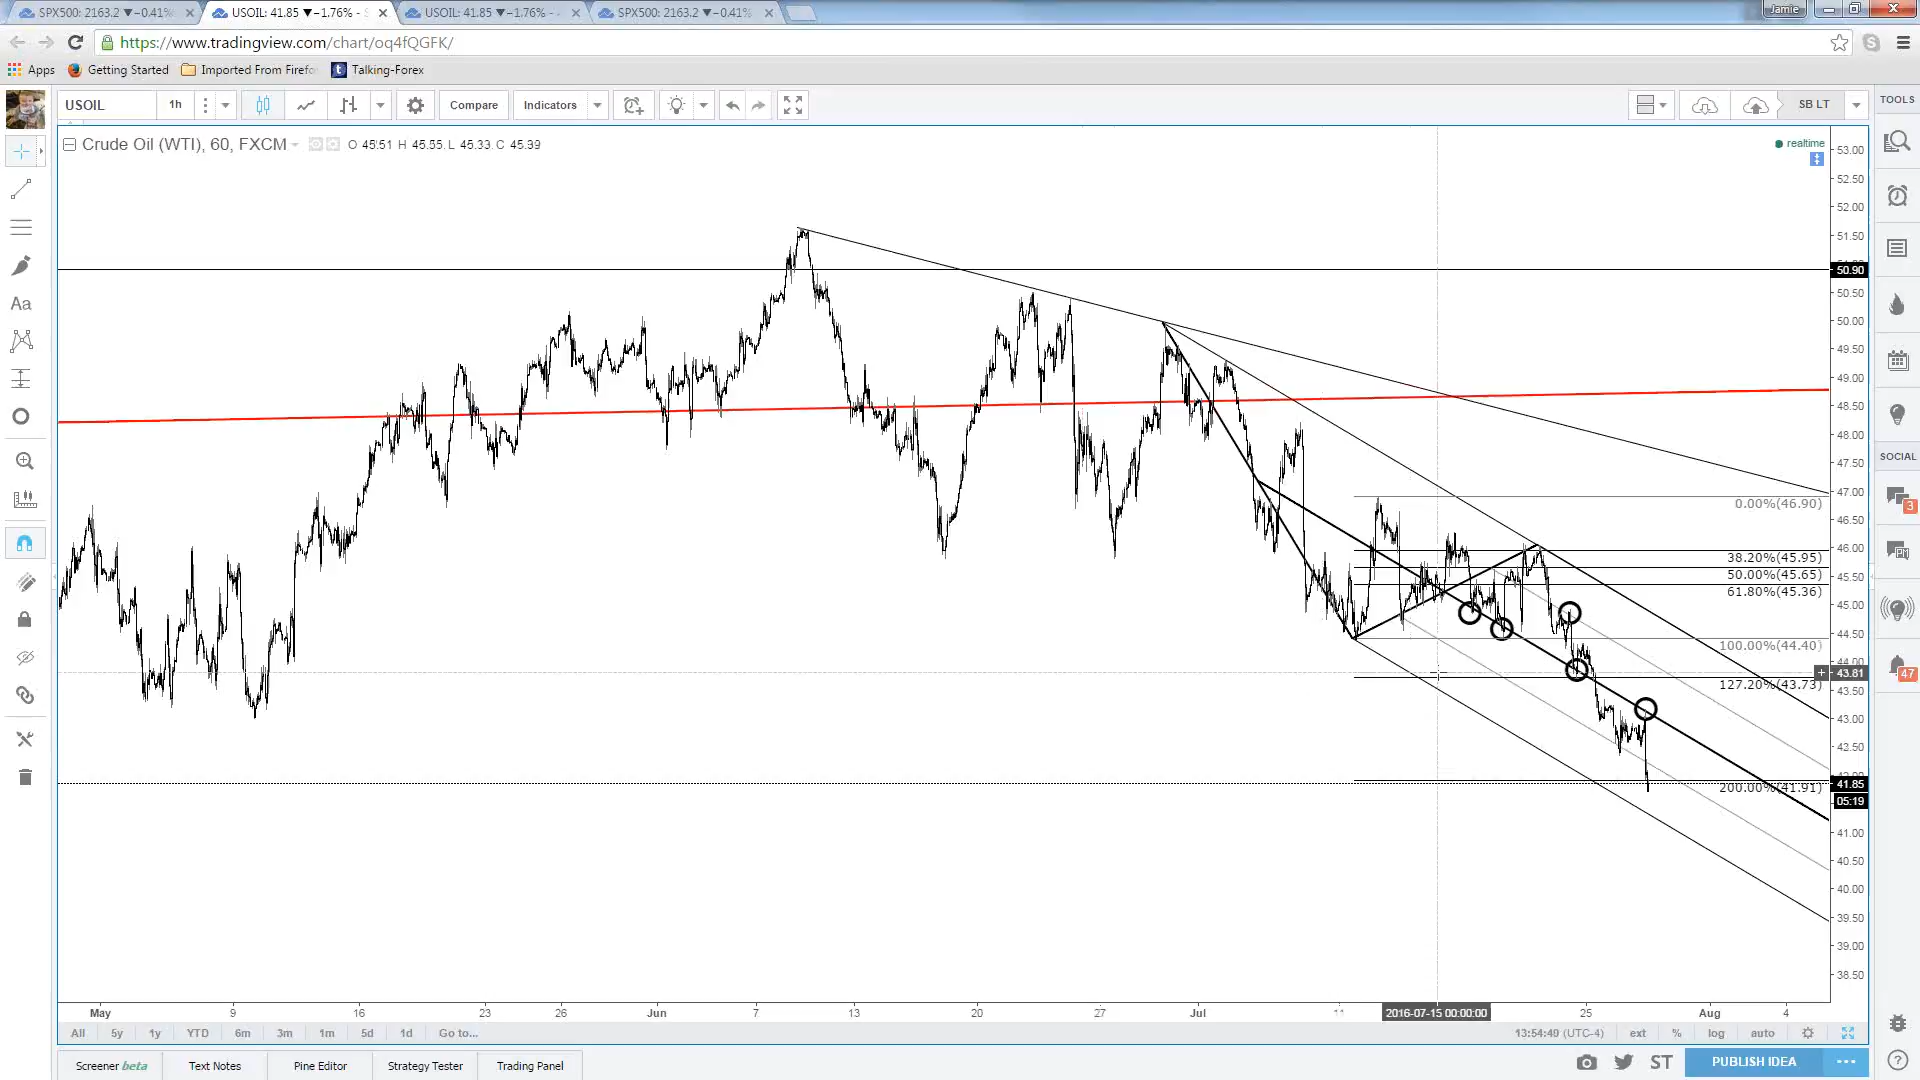 SPX500: 2163.2 ▼−0.41%
USOIL: 41.85 ▼−1.76% - S
USOIL: 41.85 ▼−1.76% -
SPX500: 2163.2 ▼−0.41%
Jamie
https://www.tradingview.com/chart/oq4fQGFK/
Apps
Getting Started
Imported From Firefo
Talking-Forex
USOIL
1h
Compare
Indicators
SB LT
TOOLS
Crude Oil (WTI), 60, FXCM
O 45.51 H 45.55 L 45.33 C 45.39
realtime
53.00
52.50
52.00
51.50
50.90
50.50
50.00
49.50
49.00
48.50
48.00
47.50
47.00
46.50
46.00
45.50
45.00
44.50
44.00
43.81
43.50
43.00
42.50
41.85
05:19
41.00
40.50
40.00
39.50
39.00
38.50
0.00%(46.90)
38.20%(45.95)
50.00%(45.65)
61.80%(45.36)
100.00%(44.40)
127.20%(43.73)
200.00%(41.91)
Aa
SOCIAL
3
47
May
9
16
23
26
Jun
7
13
20
27
Jul
11
2016-07-15 00:00:00
25
Aug
4
All
5y
1y
YTD
6m
3m
1m
5d
1d
Go to...
13:54:49 (UTC-4)
ext
%
log
auto
Screener beta
Text Notes
Pine Editor
Strategy Tester
Trading Panel
ST
PUBLISH IDEA